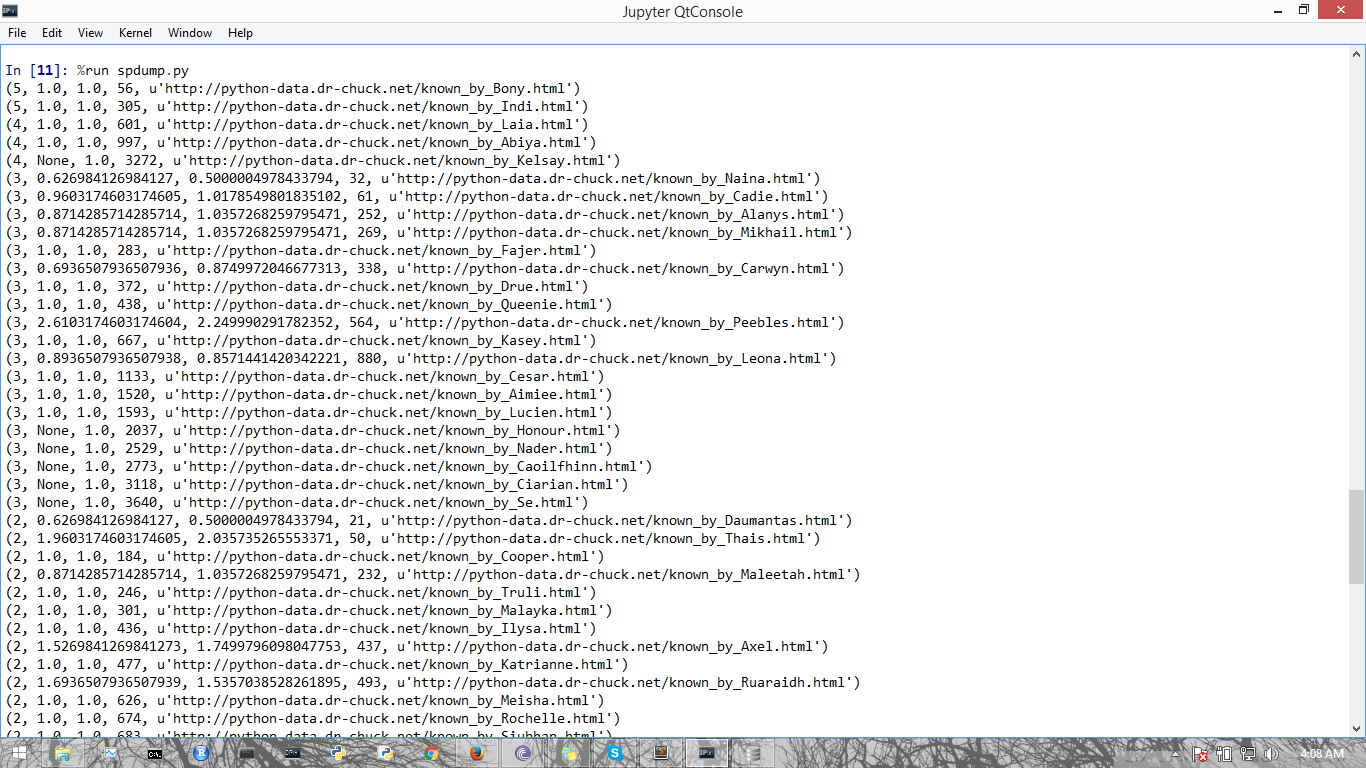 IP[y]:
Jupyter QtConsole
File Edit View Kernel Window Help
In [11]: %run spdump.py
(5, 1.0, 1.0, 56, u'http://python-data.dr-chuck.net/known_by_Bony.html')
(5, 1.0, 1.0, 305, u'http://python-data.dr-chuck.net/known_by_Indi.html')
(4, 1.0, 1.0, 601, u'http://python-data.dr-chuck.net/known_by_Laia.html')
(4, 1.0, 1.0, 997, u'http://python-data.dr-chuck.net/known_by_Abiya.html')
(4, None, 1.0, 3272, u'http://python-data.dr-chuck.net/known_by_Kelsay.html')
(3, 0.626984126984127, 0.5000004978433794, 32, u'http://python-data.dr-chuck.net/known_by_Naina.html')
(3, 0.9603174603174605, 1.0178549801835102, 61, u'http://python-data.dr-chuck.net/known_by_Cadie.html')
(3, 0.8714285714285714, 1.0357268259795471, 252, u'http://python-data.dr-chuck.net/known_by_Alanys.html')
(3, 0.8714285714285714, 1.0357268259795471, 269, u'http://python-data.dr-chuck.net/known_by_Mikhail.html')
(3, 1.0, 1.0, 283, u'http://python-data.dr-chuck.net/known_by_Fajer.html')
(3, 0.6936507936507936, 0.8749972046677313, 338, u'http://python-data.dr-chuck.net/known_by_Carwyn.html')
(3, 1.0, 1.0, 372, u'http://python-data.dr-chuck.net/known_by_Drue.html')
(3, 1.0, 1.0, 438, u'http://python-data.dr-chuck.net/known_by_Queenie.html')
(3, 2.6103174603174604, 2.249990291782352, 564, u'http://python-data.dr-chuck.net/known_by_Peebles.html')
(3, 1.0, 1.0, 667, u'http://python-data.dr-chuck.net/known_by_Kasey.html')
(3, 0.8936507936507938, 0.8571441420342221, 880, u'http://python-data.dr-chuck.net/known_by_Leona.html')
(3, 1.0, 1.0, 1133, u'http://python-data.dr-chuck.net/known_by_Cesar.html')
(3, 1.0, 1.0, 1520, u'http://python-data.dr-chuck.net/known_by_Aimiee.html')
(3, 1.0, 1.0, 1593, u'http://python-data.dr-chuck.net/known_by_Lucien.html')
(3, None, 1.0, 2037, u'http://python-data.dr-chuck.net/known_by_Honour.html')
(3, None, 1.0, 2529, u'http://python-data.dr-chuck.net/known_by_Nader.html')
(3, None, 1.0, 2773, u'http://python-data.dr-chuck.net/known_by_Caoilfhinn.html')
(3, None, 1.0, 3118, u'http://python-data.dr-chuck.net/known_by_Ciarian.html')
(3, None, 1.0, 3640, u'http://python-data.dr-chuck.net/known_by_Se.html')
(2, 0.626984126984127, 0.5000004978433794, 21, u'http://python-data.dr-chuck.net/known_by_Daumantas.html')
(2, 1.9603174603174605, 2.035735265553371, 50, u'http://python-data.dr-chuck.net/known_by_Thais.html')
(2, 1.0, 1.0, 184, u'http://python-data.dr-chuck.net/known_by_Cooper.html')
(2, 0.8714285714285714, 1.0357268259795471, 232, u'http://python-data.dr-chuck.net/known_by_Maleetah.html')
(2, 1.0, 1.0, 246, u'http://python-data.dr-chuck.net/known_by_Truli.html')
(2, 1.0, 1.0, 301, u'http://python-data.dr-chuck.net/known_by_Malayka.html')
(2, 1.0, 1.0, 436, u'http://python-data.dr-chuck.net/known_by_Ilysa.html')
(2, 1.5269841269841273, 1.7499796098047753, 437, u'http://python-data.dr-chuck.net/known_by_Axel.html')
(2, 1.0, 1.0, 477, u'http://python-data.dr-chuck.net/known_by_Katrianne.html')
(2, 1.6936507936507939, 1.5357038528261895, 493, u'http://python-data.dr-chuck.net/known_by_Ruaraidh.html')
(2, 1.0, 1.0, 626, u'http://python-data.dr-chuck.net/known_by_Meisha.html')
(2, 1.0, 1.0, 674, u'http://python-data.dr-chuck.net/known_by_Rochelle.html')
(2, 1.0, 1.0, 683, u'http://python-data.dr-chuck.net/known_by_Siubhan.html')
4:08 AM